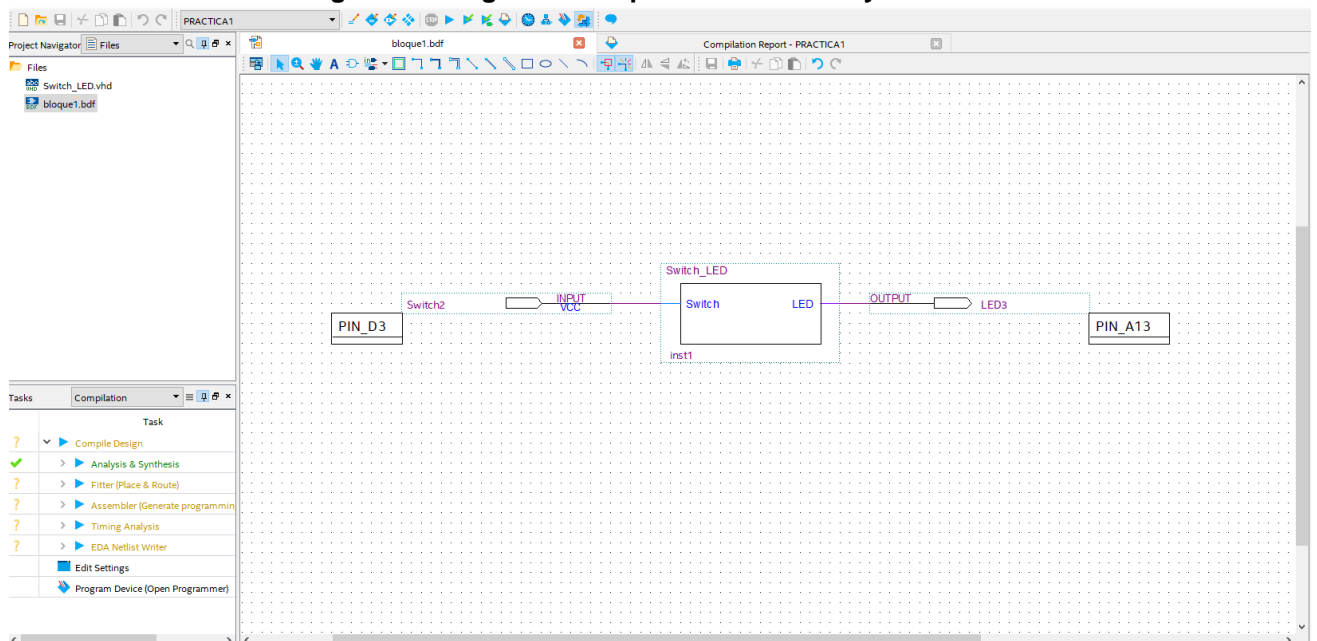 PRACTICA1
Project Navigator
Files
bloque1.bdf
Compilation Report - PRACTICA1
Files
Switch_LED.vhd
bloque1.bdf
Switch_LED
Switch2
INPUT
VCC
Switch
LED
OUTPUT
LED3
PIN_D3
PIN_A13
inst1
Tasks
Compilation
Task
Compile Design
Analysis & Synthesis
Fitter (Place & Route)
Assembler (Generate programmin
Timing Analysis
EDA Netlist Writer
Edit Settings
Program Device (Open Programmer)